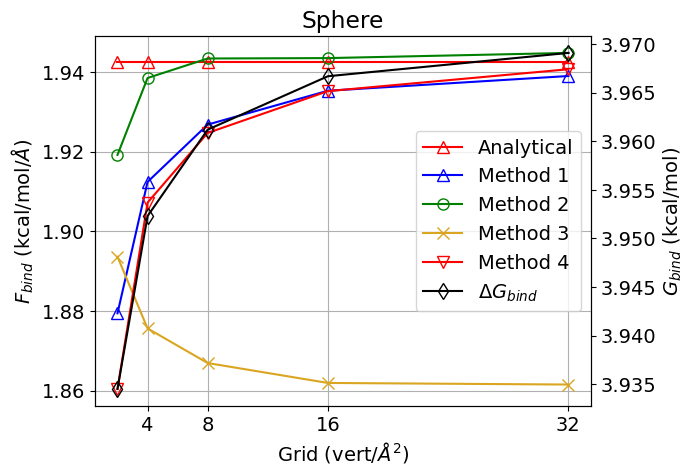 Sphere
F_bind (kcal/mol/Å)
1.94
1.92
1.90
1.88
1.86
3.970
3.965
3.960
3.955
3.950
3.945
3.940
3.935
G_bind (kcal/mol)
Analytical
Method 1
Method 2
Method 3
Method 4
ΔG_bind
4 8 16 32
Grid (vert/Å²)